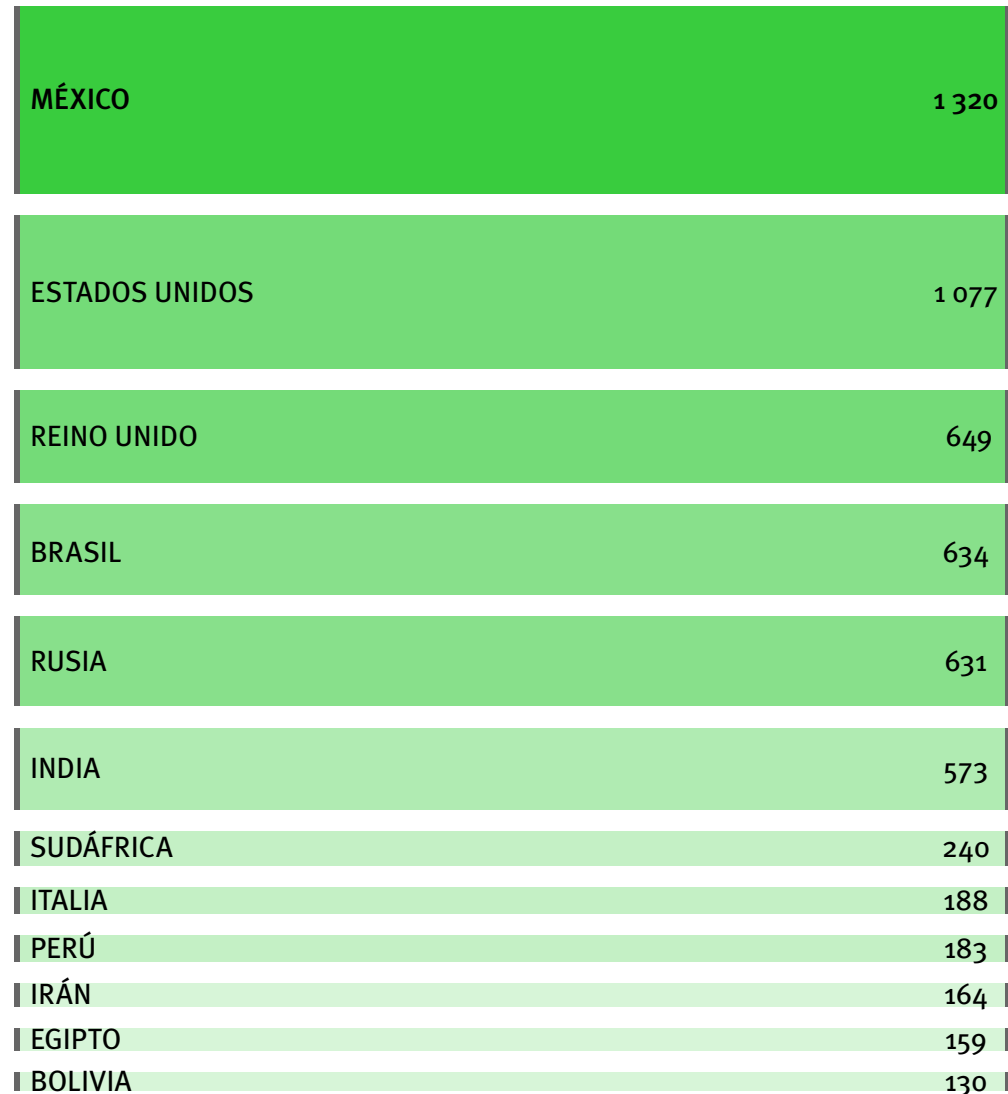 MÉXICO 1 320
ESTADOS UNIDOS 1 077
REINO UNIDO 649
BRASIL 634
RUSIA 631
INDIA 573
SUDÁFRICA 240
ITALIA 188
PERÚ 183
IRÁN 164
EGIPTO 159
BOLIVIA 130